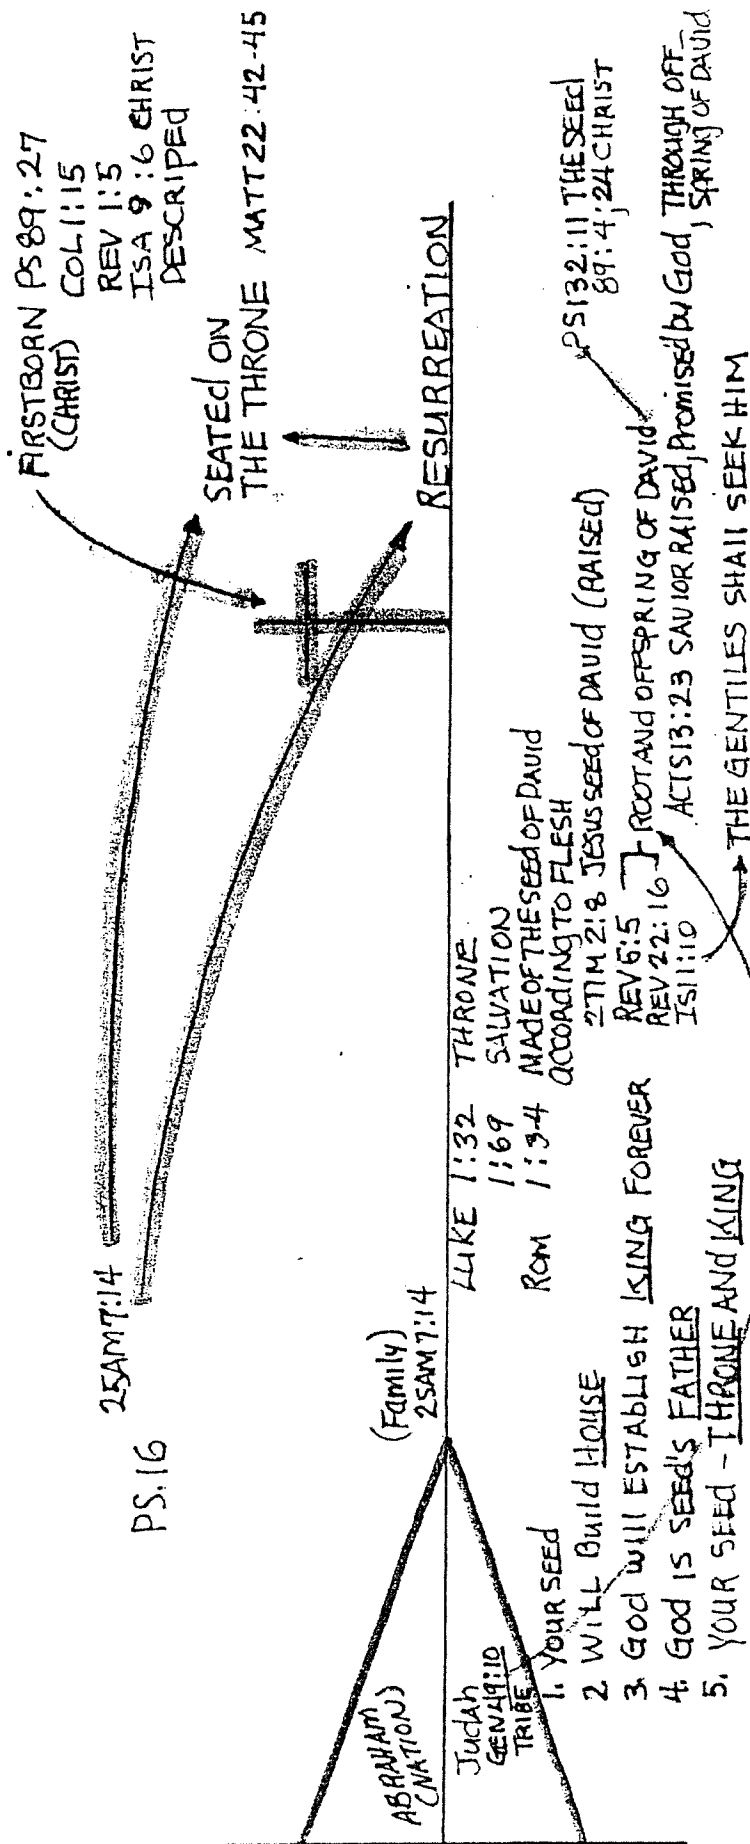 FIRSTBORN PS89:27
(CHRIST)
COL 1:15
REV 1:5
ISA 9:6 CHRIST
DESCRIPED
2SAM7:14
PS.16
SEATED ON
THE THRONE MATT 22:42-45
RESURREATION
(Family)
2SAM7:14
ABRAHAM
(NATION)
Judah
GEN49:10
TRIBE
LUKE 1:32 THRONE
1:69 SALVATION
Rom 1:34 MADE OF THE SEED OF DAVID
ACCORDING TO FLESH
2TIM 2:8 JESUS SEED OF DAVID (RAISED)
REV 6:5
REV 22:16 } ROOT AND OFFSPRING OF DAVID
IS11:10
PS132:11 THE SEED
89:4;24 CHRIST
ACTS13:23 SAVIOR RAISED, Promised by God, THROUGH OFF_
SPRING OF DAVID
THE GENTILES SHALL SEEK HIM
1. YOUR SEED
2 WILL Build HOUSE
3. God will ESTABLISH KING FOREVER
4. God IS SEED'S FATHER
5. YOUR SEED - THRONE AND KING